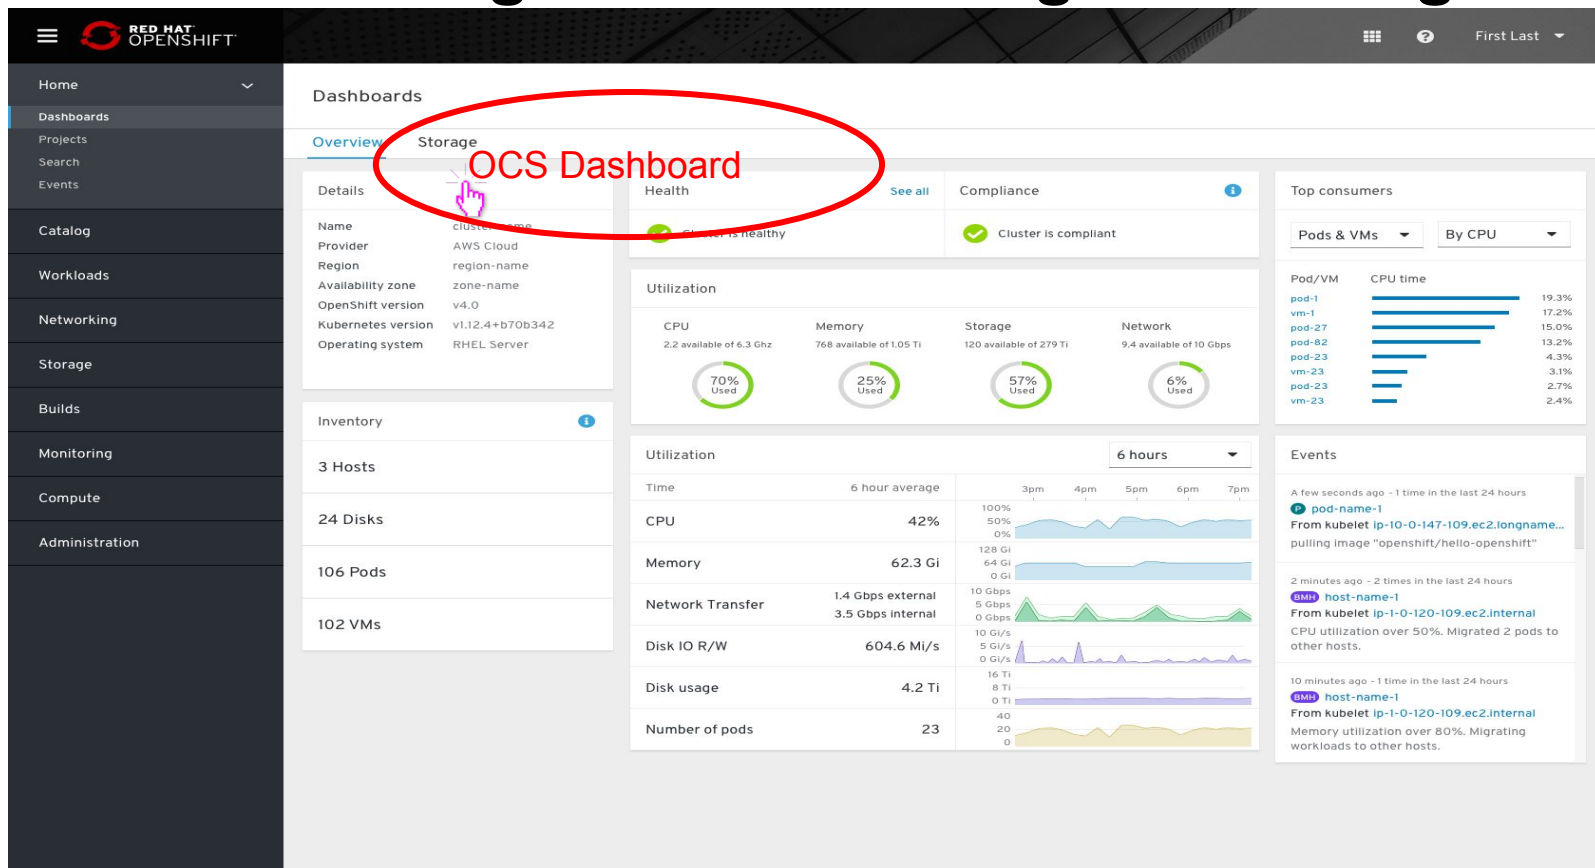 RED HAT
OPENSHIFT
First Last
Home
Dashboards
Projects
Search
Events
Catalog
Workloads
Networking
Storage
Builds
Monitoring
Compute
Administration
Dashboards
Overview Storage
OCS Dashboard
Details
Name cluster-name
Provider AWS Cloud
Region region-name
Availability zone zone-name
OpenShift version v4.0
Kubernetes version v1.12.4+b70b342
Operating system RHEL Server
Inventory
3 Hosts
24 Disks
106 Pods
102 VMs
Health See all
Cluster is healthy
Compliance
Cluster is compliant
Utilization
CPU Memory Storage Network
2.2 available of 6.3 Ghz 768 available of 1.05 Ti 120 available of 279 Ti 9.4 available of 10 Gbps
70% 25% 57% 6%
Used Used Used Used
Utilization 6 hours
Time 6 hour average 3pm 4pm 5pm 6pm 7pm
CPU 42%
100%
50%
0%
Memory 62.3 Gi
128 Gi
64 Gi
0 Gi
Network Transfer
1.4 Gbps external
3.5 Gbps internal
10 Gbps
5 Gbps
0 Gbps
Disk IO R/W 604.6 Mi/s
10 Gi/s
5 Gi/s
0 Gi/s
Disk usage 4.2 Ti
16 Ti
8 Ti
0 Ti
Number of pods 23
40
20
0
Top consumers
Pods & VMs By CPU
Pod/VM CPU time
pod-1 19.3%
vm-1 17.2%
pod-27 15.0%
pod-82 13.2%
pod-23 4.3%
vm-23 3.1%
pod-23 2.7%
vm-23 2.4%
Events
A few seconds ago - 1 time in the last 24 hours
P pod-name-1
From kubelet ip-10-0-147-109.ec2.longname...
pulling image "openshift/hello-openshift"
2 minutes ago - 2 times in the last 24 hours
BMH host-name-1
From kubelet ip-1-0-120-109.ec2.internal
CPU utilization over 50%. Migrated 2 pods to
other hosts.
10 minutes ago - 1 time in the last 24 hours
BMH host-name-1
From kubelet ip-1-0-120-109.ec2.internal
Memory utilization over 80%. Migrating
workloads to other hosts.